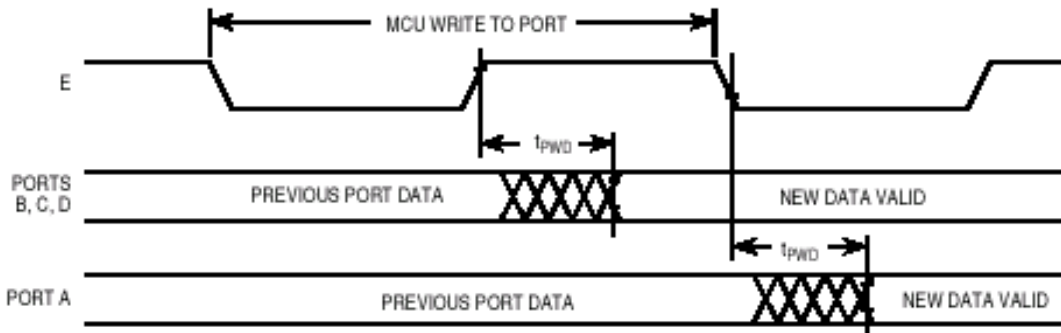 MCU WRITE TO PORT
E
tPWD
PORTS
B, C, D
PREVIOUS PORT DATA
NEW DATA VALID
tPWD
PORT A
PREVIOUS PORT DATA
NEW DATA VALID